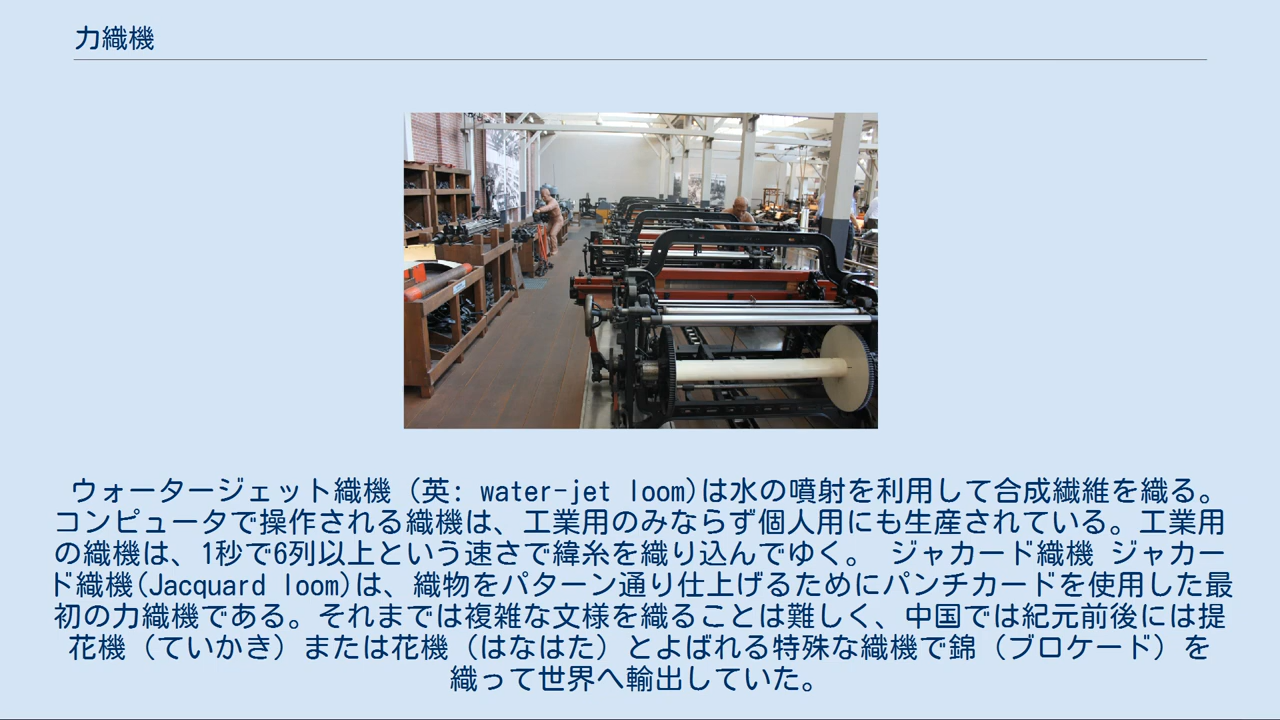 力織機
ウォータージェット織機 (英: water-jet loom)は水の噴射を利用して合成繊維を織る。
コンピュータで操作される織機は、工業用のみならず個人用にも生産されている。工業用
の織機は、1秒で6列以上という速さで緯糸を織り込んでゆく。 ジャカード織機 ジャカー
ド織機(Jacquard loom)は、織物をパターン通り仕上げるためにパンチカードを使用した最
初の力織機である。それまでは複雑な文様を織ることは難しく、中国では紀元前後には提
花機（ていかき）または花機（はなはた）とよばれる特殊な織機で錦（ブロケード）を
織って世界へ輸出していた。